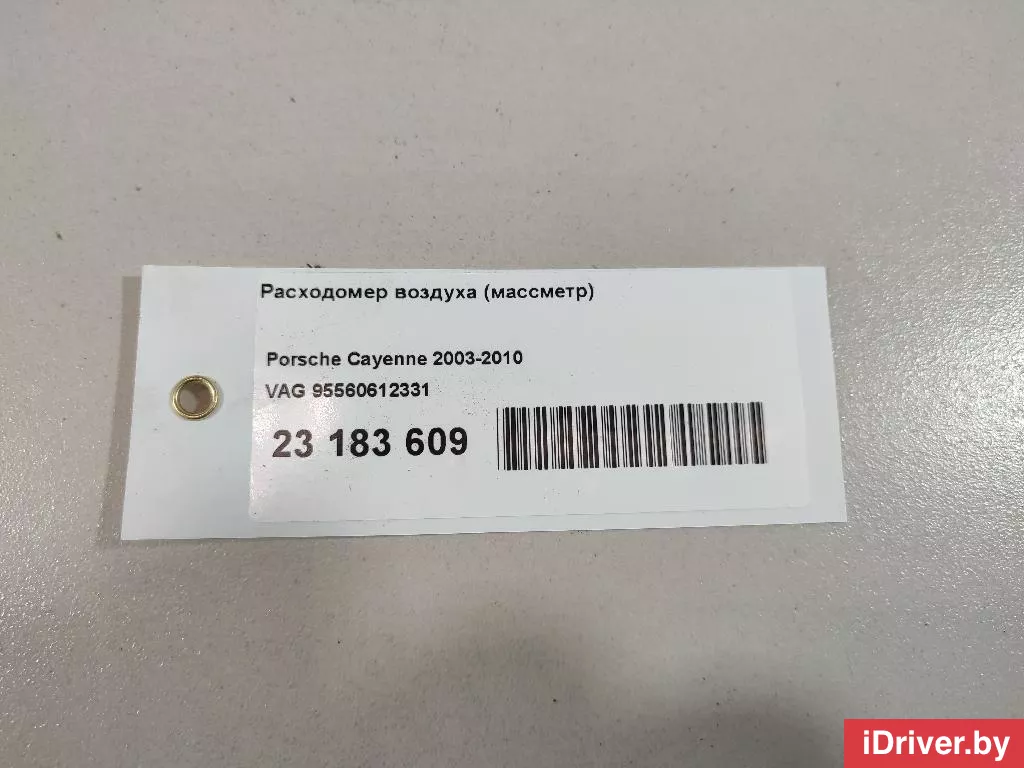 Расходомер воздуха (массметр)
Porsche Cayenne 2003-2010
VAG 95560612331
23 183 609
iDriver.by